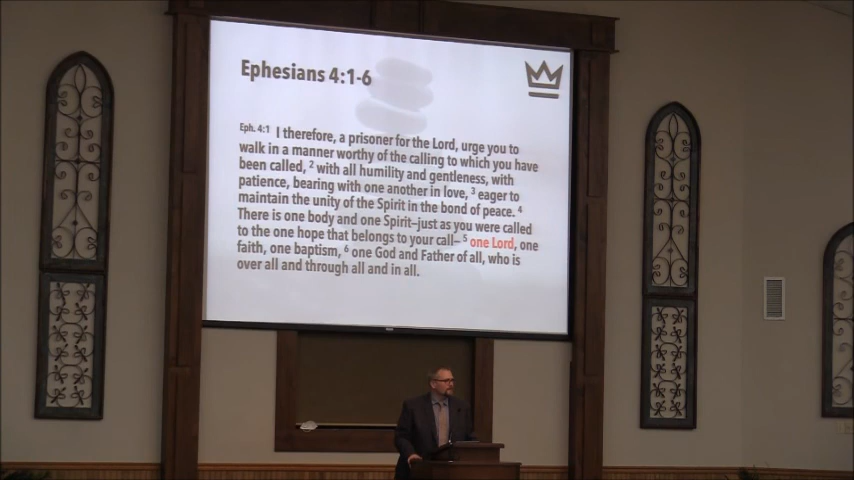 Ephesians 4:1-6
Eph. 4:1 I therefore, a prisoner for the Lord, urge you to
walk in a manner worthy of the calling to which you have
been called, 2 with all humility and gentleness, with
patience, bearing with one another in love, 3 eager to
maintain the unity of the Spirit in the bond of peace. 4
There is one body and one Spirit–just as you were called
to the one hope that belongs to your call– 5 one Lord, one
faith, one baptism, 6 one God and Father of all, who is
over all and through all and in all.